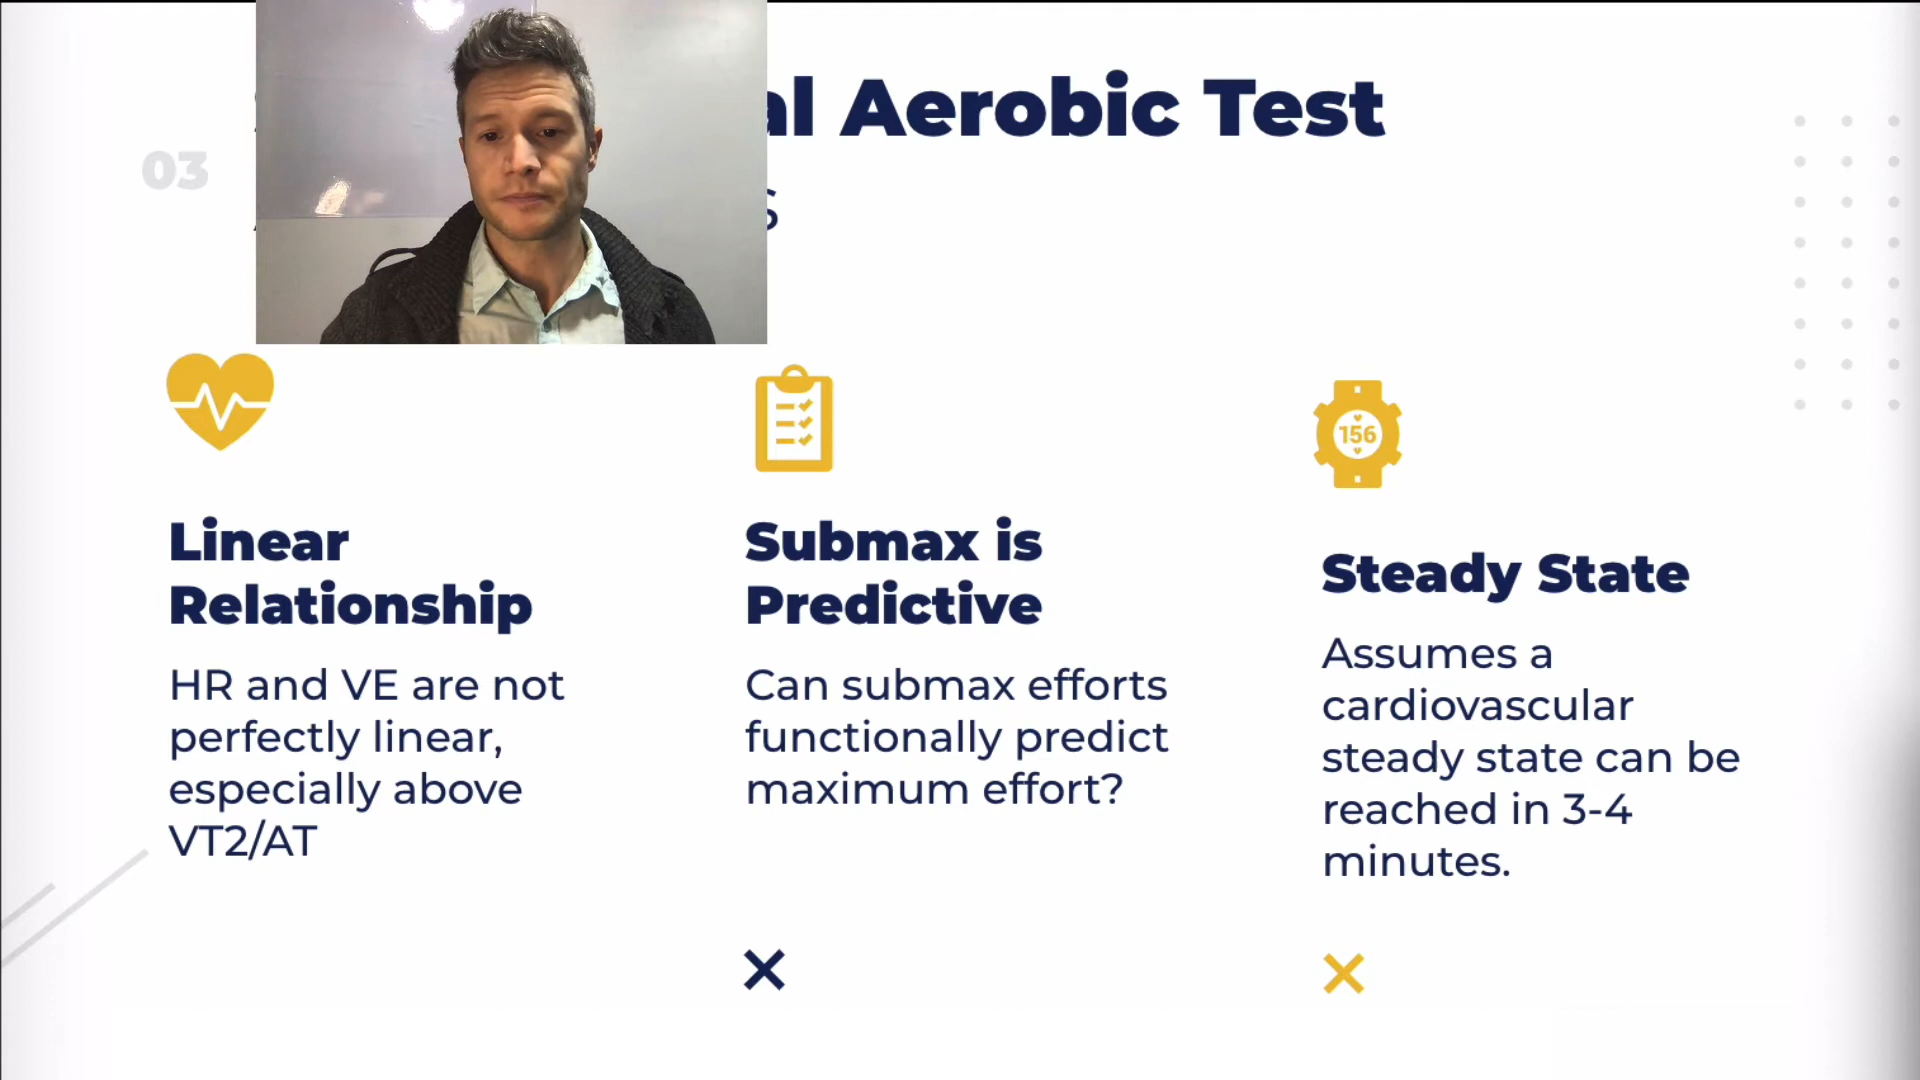 Aerobic Test
03
156
Linear
Relationship
HR and VE are not
perfectly linear,
especially above
VT2/AT
Submax is
Predictive
Can submax efforts
functionally predict
maximum effort?
Steady State
Assumes a
cardiovascular
steady state can be
reached in 3-4
minutes.